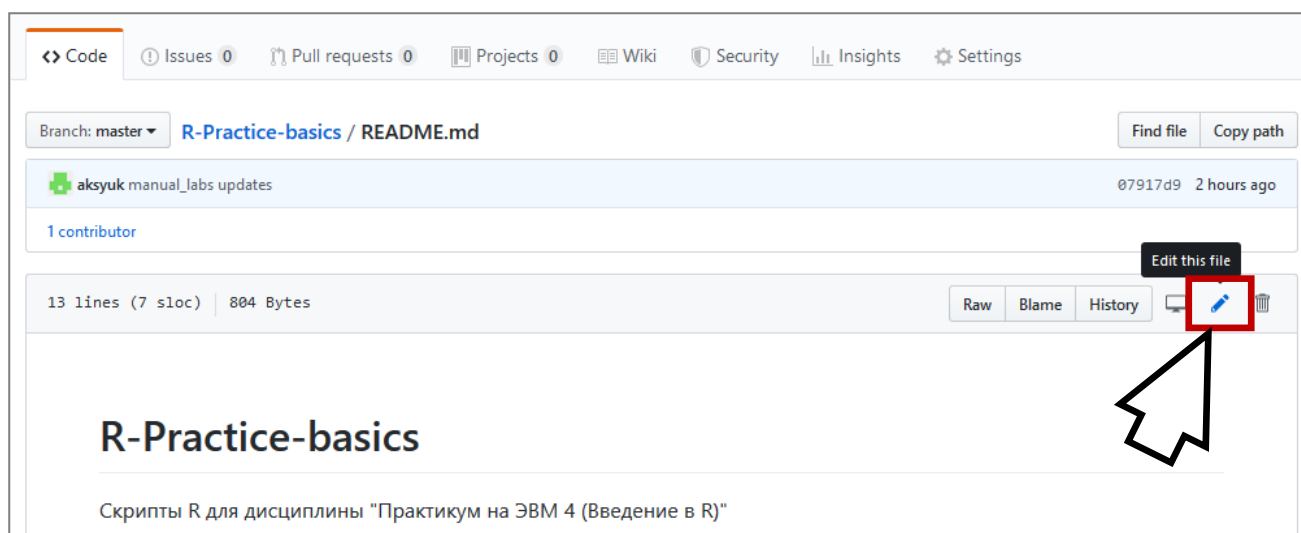 <> Code Issues 0 Pull requests 0 Projects 0 Wiki Security Insights Settings
Branch: master R-Practice-basics / README.md Find file Copy path
aksyuk manual_labs updates 07917d9 2 hours ago
1 contributor
Edit this file
13 lines (7 sloc) 804 Bytes Raw Blame History
R-Practice-basics
Скрипты R для дисциплины "Практикум на ЭВМ 4 (Введение в R)"